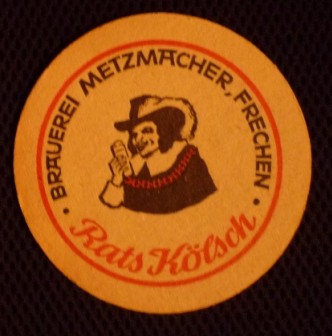 · BRAUEREI METZMACHER, FRECHEN ·
Rats Kölsch